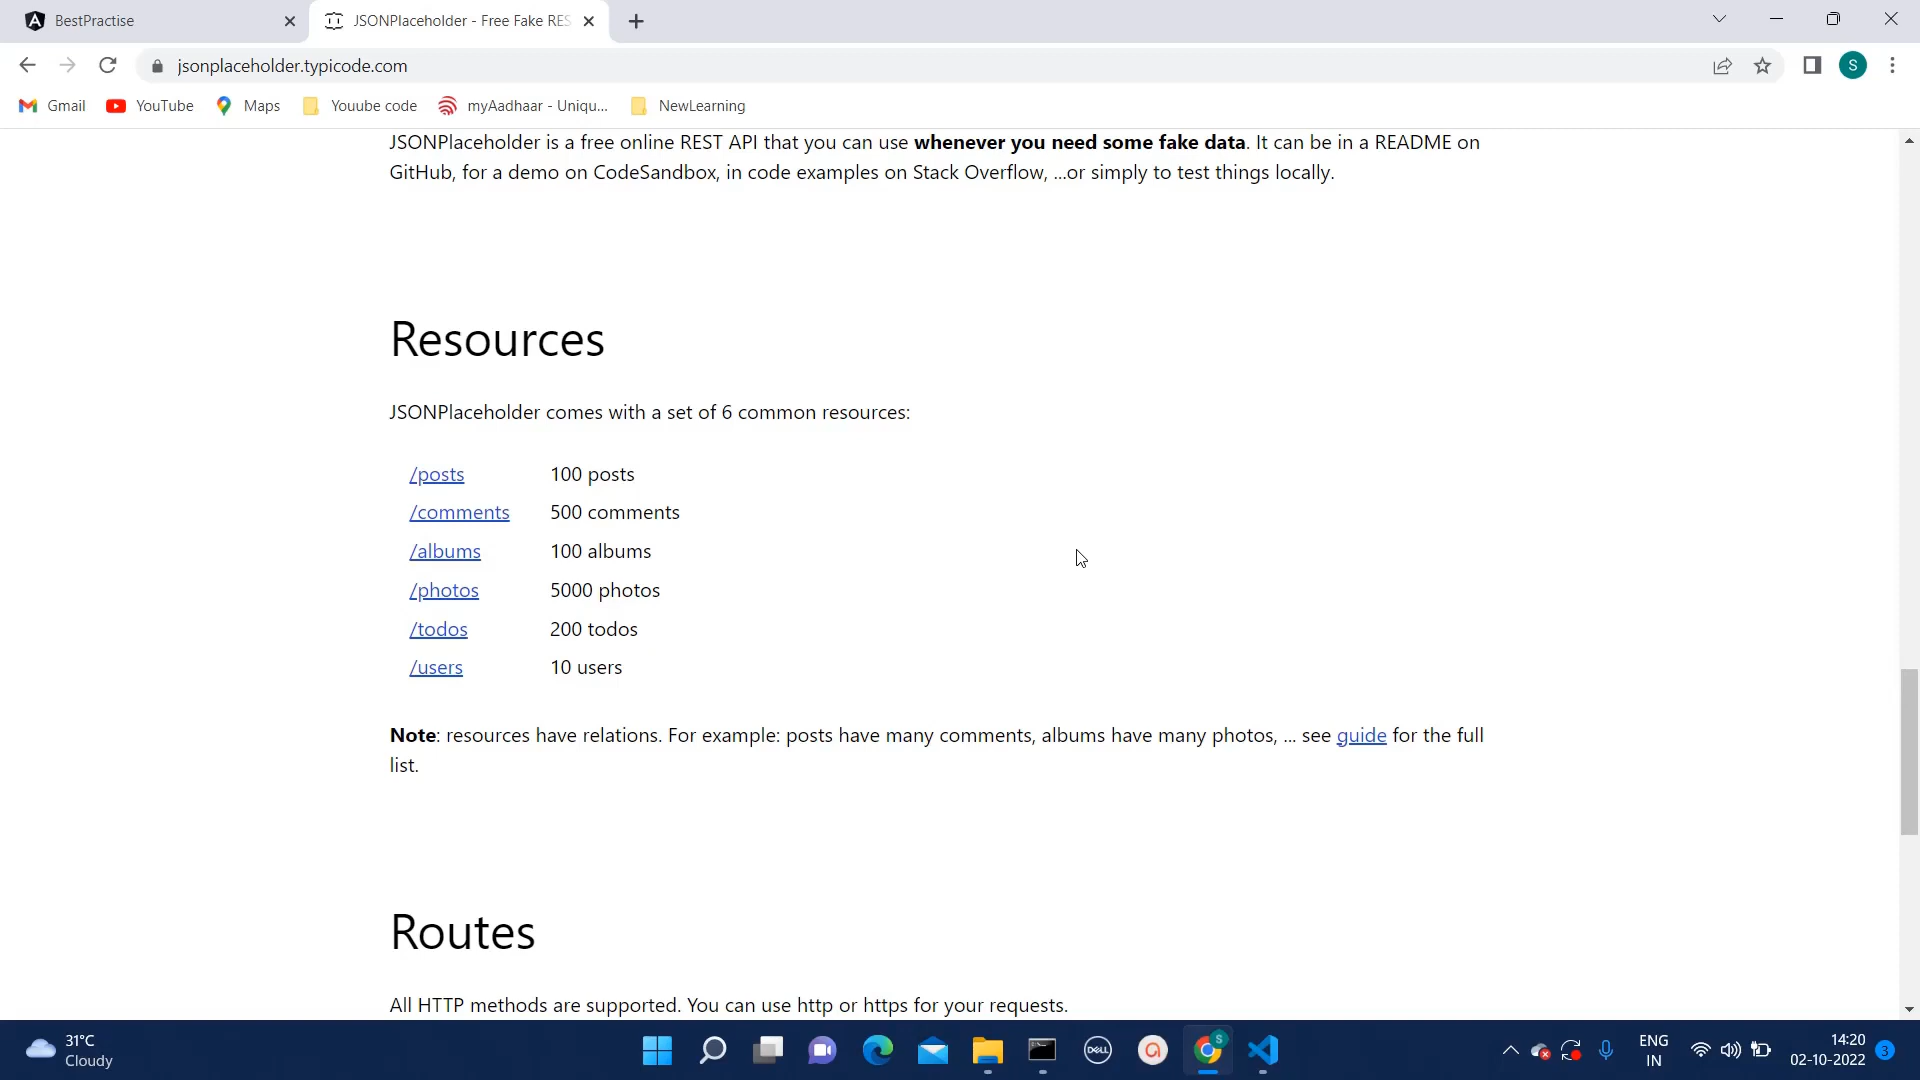 BestPractise
JSONPlaceholder - Free Fake RES
jsonplaceholder.typicode.com
S
Gmail
YouTube
Maps
Youube code
myAadhaar - Uniqu...
NewLearning
JSONPlaceholder is a free online REST API that you can use whenever you need some fake data. It can be in a README on
GitHub, for a demo on CodeSandbox, in code examples on Stack Overflow, ...or simply to test things locally.
Resources
JSONPlaceholder comes with a set of 6 common resources:
/posts 100 posts
/comments 500 comments
/albums 100 albums
/photos 5000 photos
/todos 200 todos
/users 10 users
Note: resources have relations. For example: posts have many comments, albums have many photos, ... see guide for the full
list.
Routes
All HTTP methods are supported. You can use http or https for your requests.
31°C
Cloudy
DELL
S
ENG
IN
14:20
02-10-2022
3